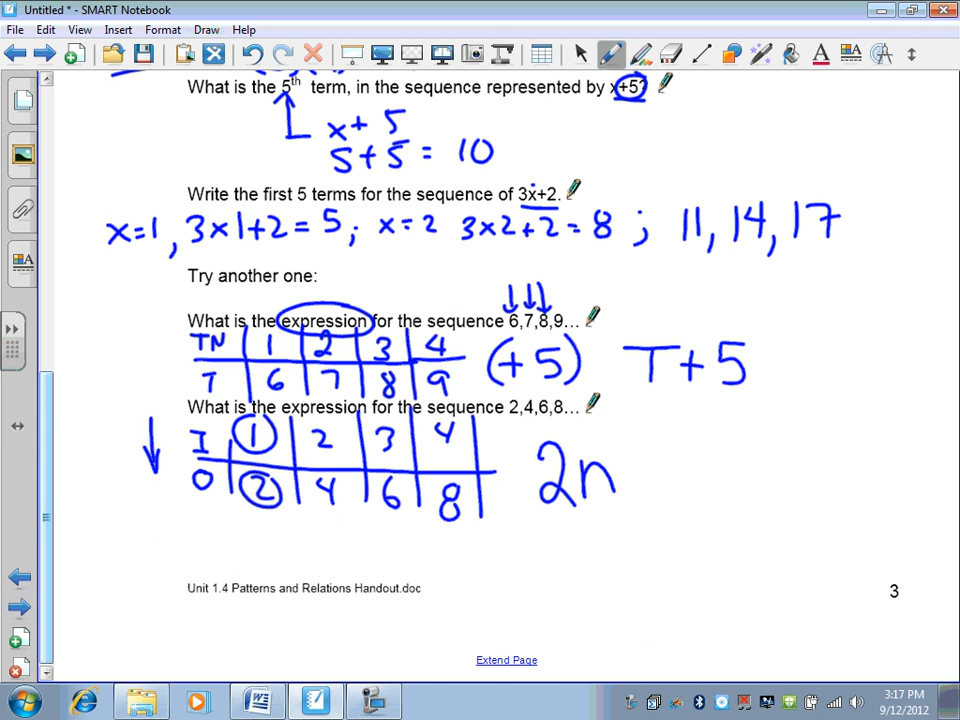 Untitled * - SMART Notebook
File Edit View Insert Format Draw Help
What is the 5th term, in the sequence represented by x+5?
x + 5
5 + 5 = 10
Write the first 5 terms for the sequence of 3x+2.
x=1, 3x1+2=5; x=2 3x2+2=8 ; 11, 14, 17
Try another one:
What is the expression for the sequence 6,7,8,9…
TN 1 2 3 4
T 6 7 8 9
(+5) T+5
What is the expression for the sequence 2,4,6,8…
I 1 2 3 4
O 2 4 6 8
2n
Unit 1.4 Patterns and Relations Handout.doc
3
Extend Page
3:17 PM
9/12/2012